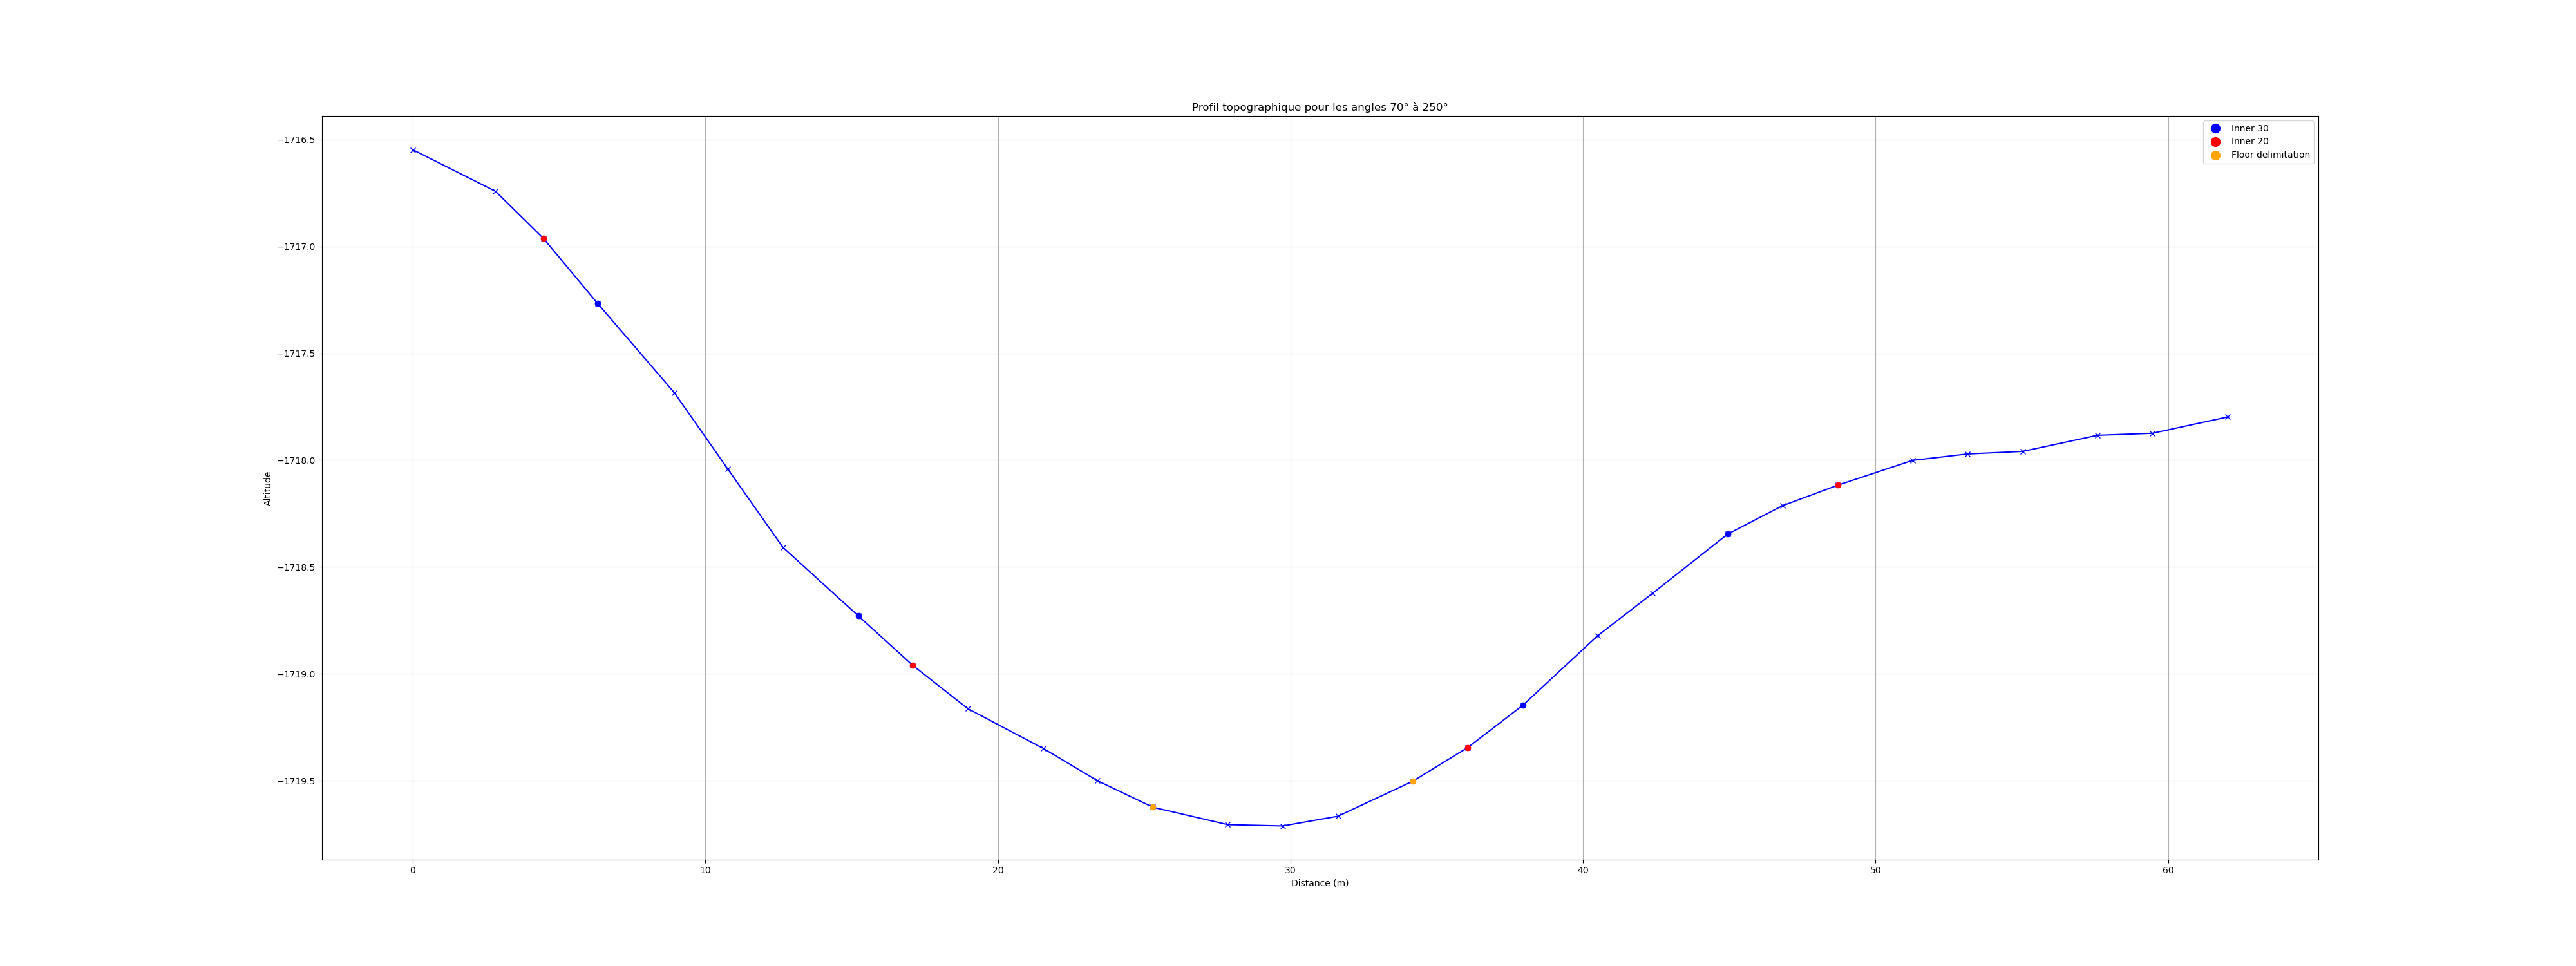 Profil topographique pour les angles 70° à 250°
Inner 30
Inner 20
Floor delimitation
−1716.5
−1717.0
−1717.5
−1718.0
−1718.5
−1719.0
−1719.5
Altitude
0 10 20 30 40 50 60
Distance (m)